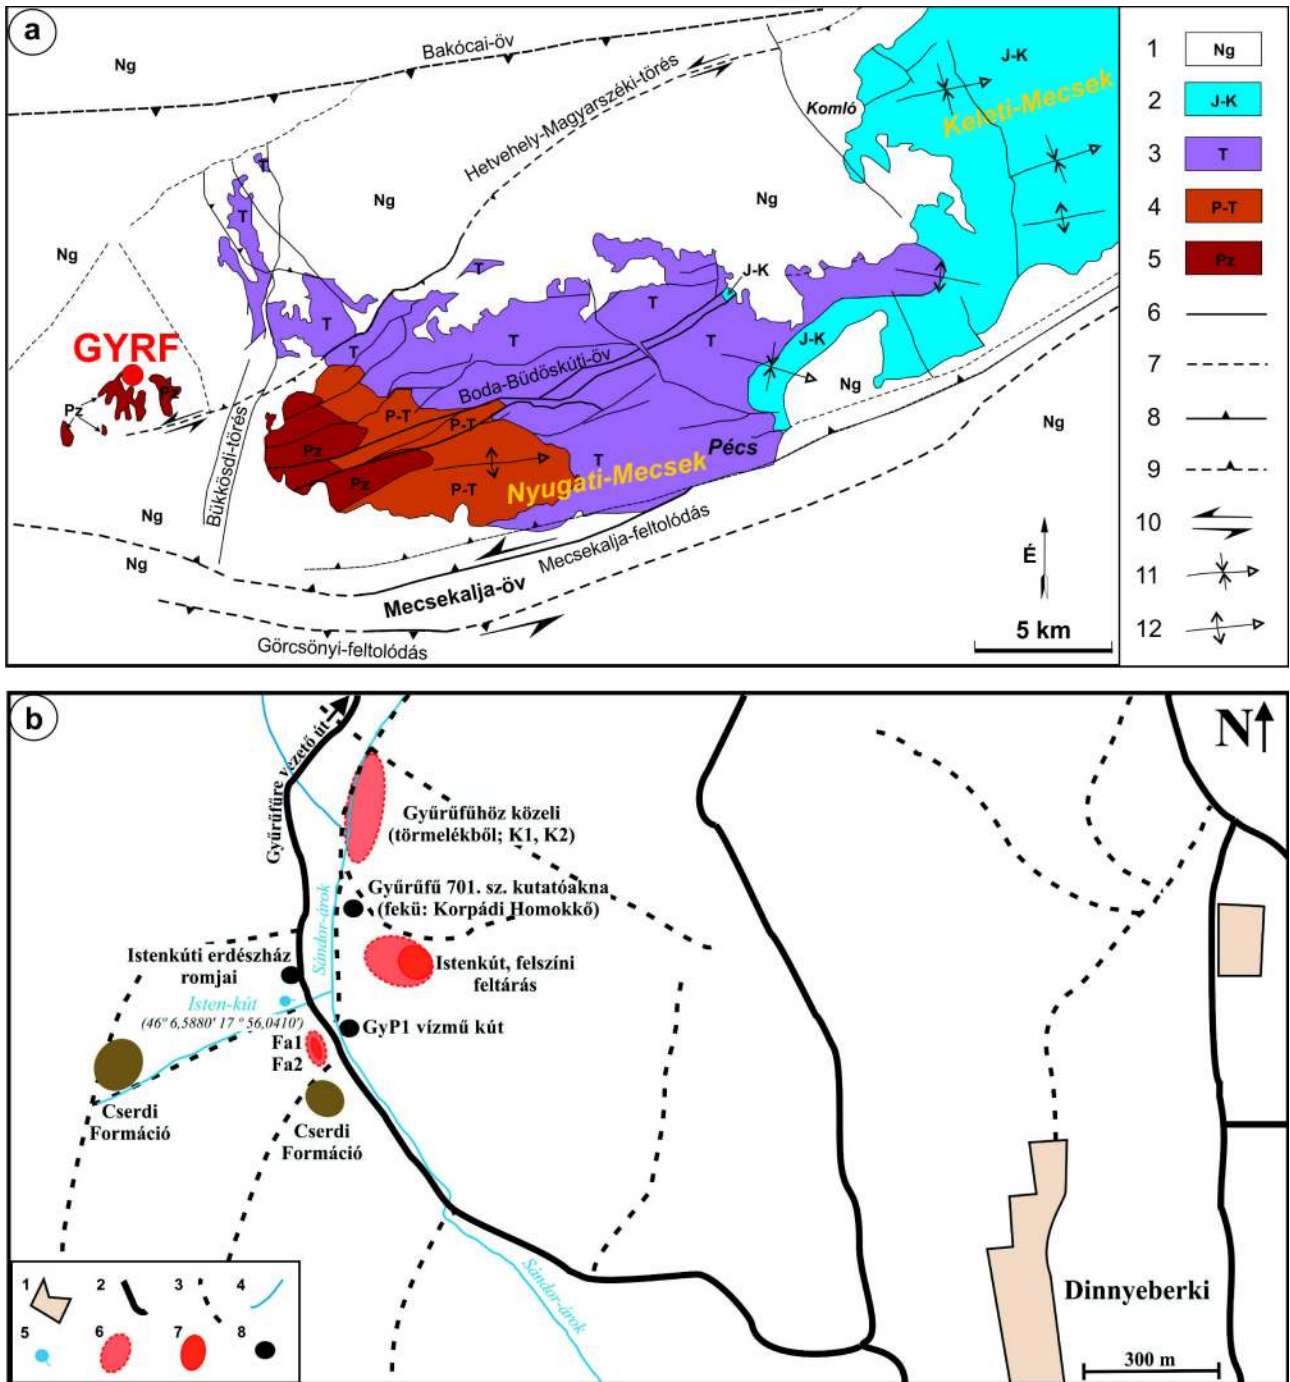 a
Bakócai-öv
Ng
Hetvehely-Magyarszéki-törés
Komló
J-K
Keleti-Mecsek
T
T
Ng
Ng
Ng
T
J-K
GYRF
Pz
Pz
T
T
T
T
T
J-K
Ng
Boda-Büdöskúti-öv
P-T
P-T
Pz
Pz
P-T
T
Pécs
Nyugati-Mecsek
Ng
Bükkösdi-törés
Ng
Ng
Mecsekalja-feltolódás
Mecsekalja-öv
Görcsönyi-feltolódás
É
5 km
1 Ng
2 J-K
3 T
4 P-T
5 Pz
6
7
8
9
10
11
12
b
N
Gyűrűfűre vezető út
Gyűrűfűhöz közeli
(törmelékből; K1, K2)
Gyűrűfű 701. sz. kutatóakna
(fekü: Korpádi Homokkő)
Sándor-árok
Istenkúti erdészház
romjai
Istenkút, felszíni
feltárás
Isten-kút
(46° 6,5880' 17 ° 56,0410')
GyP1 vízmű kút
Fa1
Fa2
Cserdi
Formáció
Cserdi
Formáció
Sándor-árok
Dinnyeberki
300 m
1 2 3 4
5 6 7 8